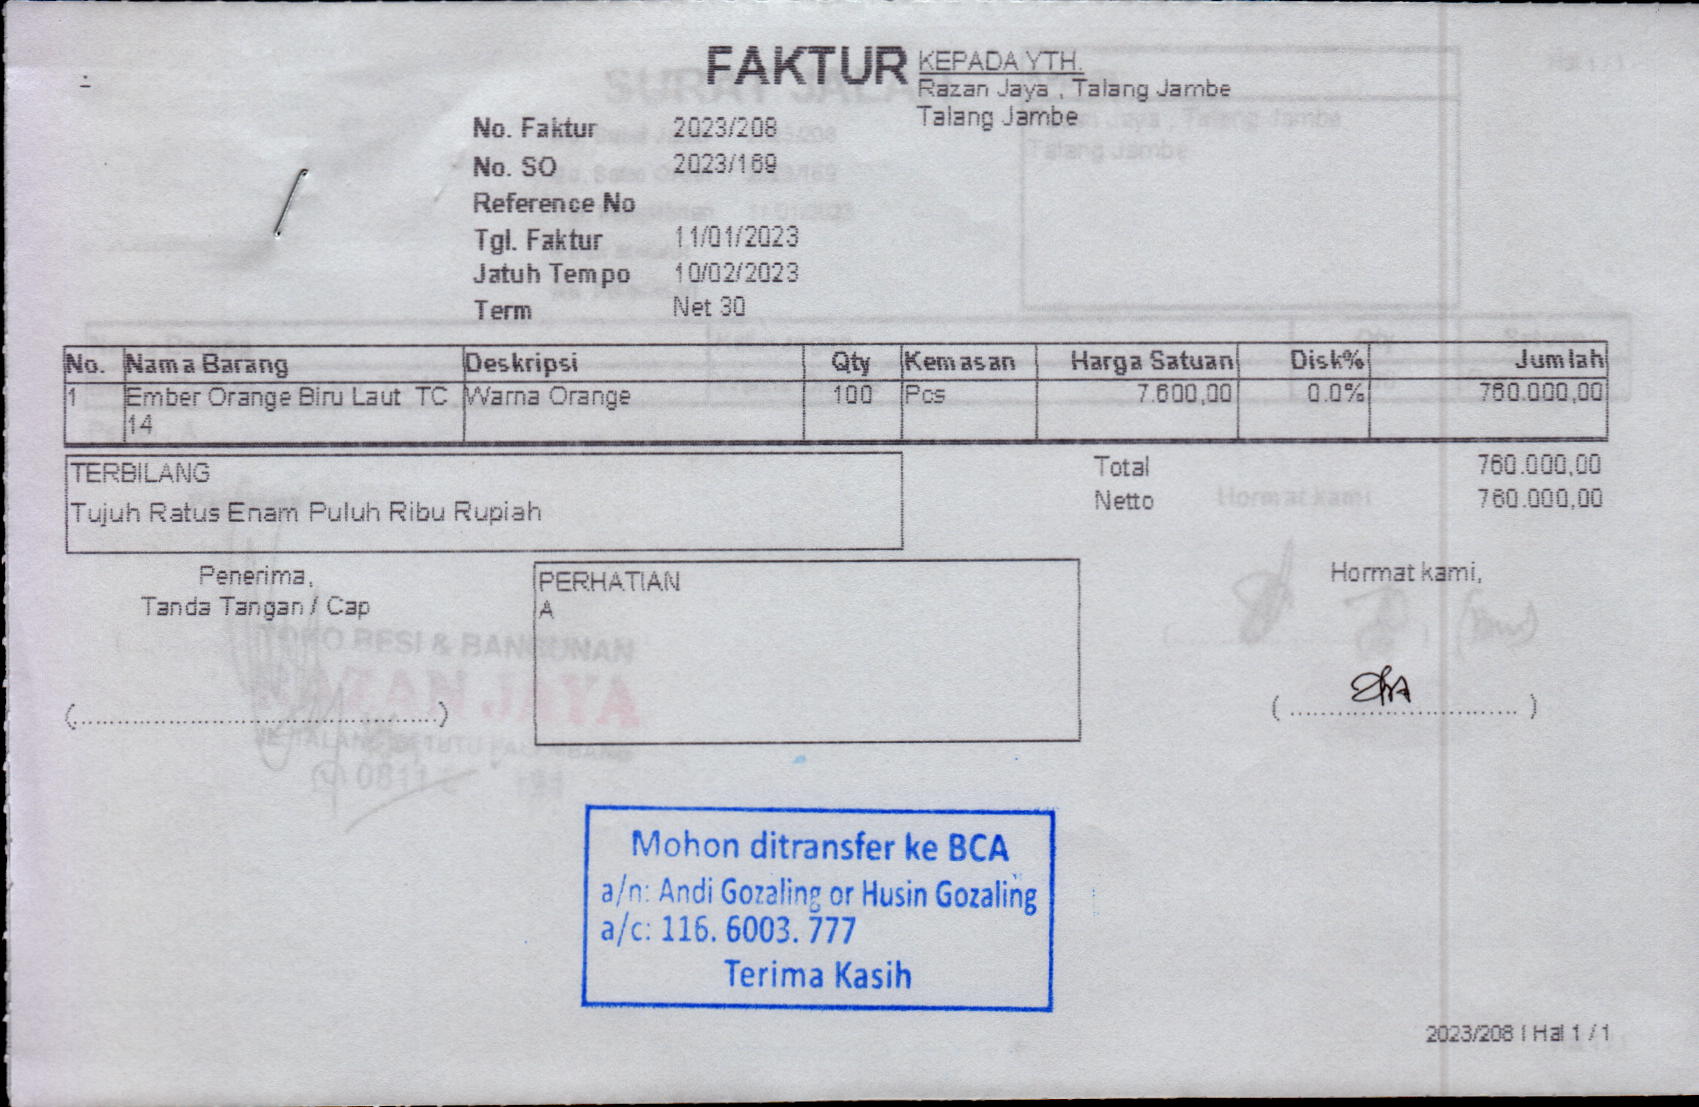 FAKTUR
KEPADA YTH.
Razan Jaya , Talang Jambe
Talang Jambe
No. Faktur 2023/208
No. SO 2023/169
Reference No
Tgl. Faktur 11/01/2023
Jatuh Tempo 10/02/2023
Term Net 30
No. Nama Barang Deskripsi Qty Kemasan Harga Satuan Disk% Jumlah
1 Ember Orange Biru Laut TC Warna Orange 100 Pcs 7.600,00 0.0% 760.000,00
14
TERBILANG
Tujuh Ratus Enam Puluh Ribu Rupiah
Total 760.000,00
Netto 760.000,00
Penerima,
Tanda Tangan / Cap
(........................................)
PERHATIAN
A
Hormat kami,
(..............................)
TOKO BESI & BANGUNAN
RAZAN JAYA
Mohon ditransfer ke BCA
a/n: Andi Gozaling or Husin Gozaling
a/c: 116. 6003. 777
Terima Kasih
2023/208 | Hal 1 / 1